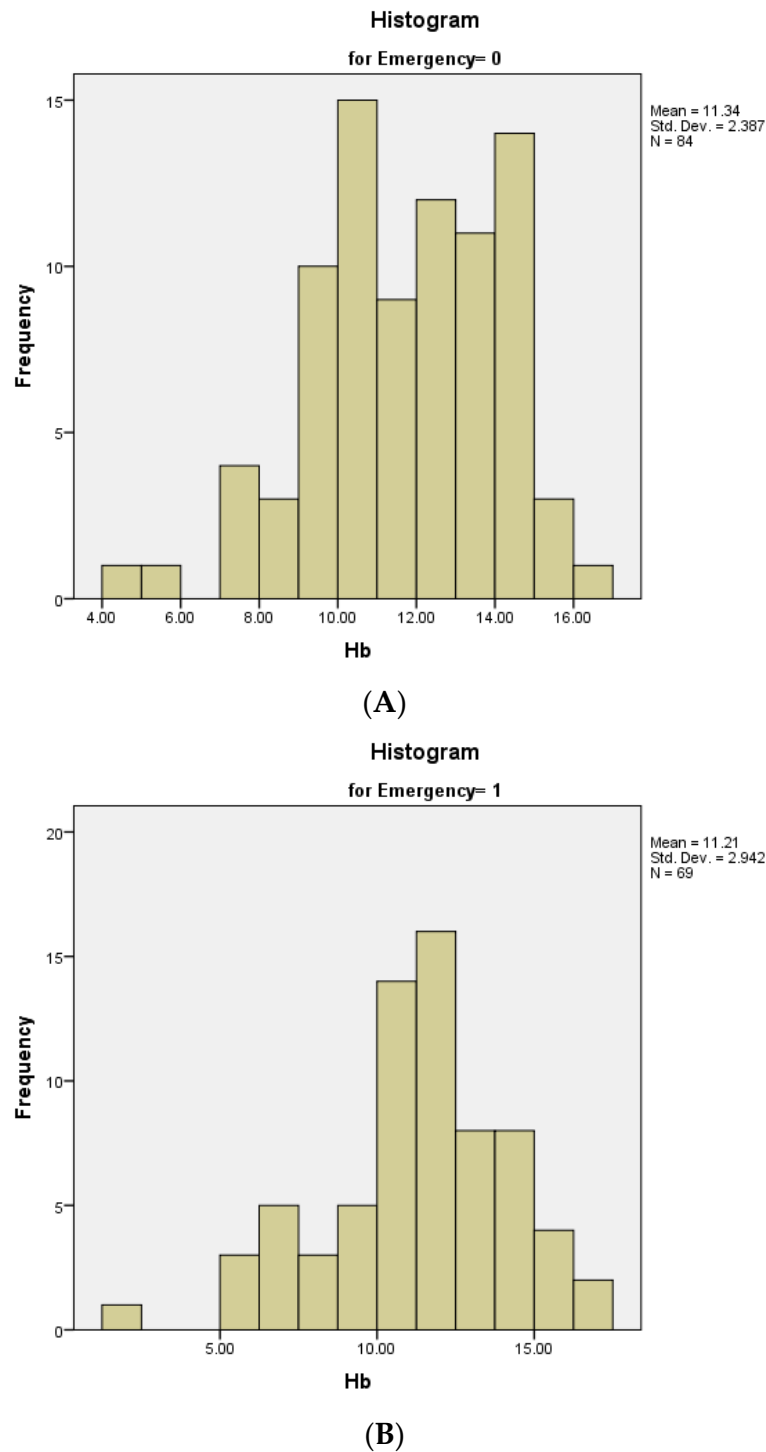 Histogram
for Emergency= 0
Mean = 11.34
Std. Dev. = 2.387
N = 84
15
10
5
0
Frequency
4.00 6.00 8.00 10.00 12.00 14.00 16.00
Hb
(A)
Histogram
for Emergency= 1
Mean = 11.21
Std. Dev. = 2.942
N = 69
20
15
10
5
0
Frequency
5.00 10.00 15.00
Hb
(B)